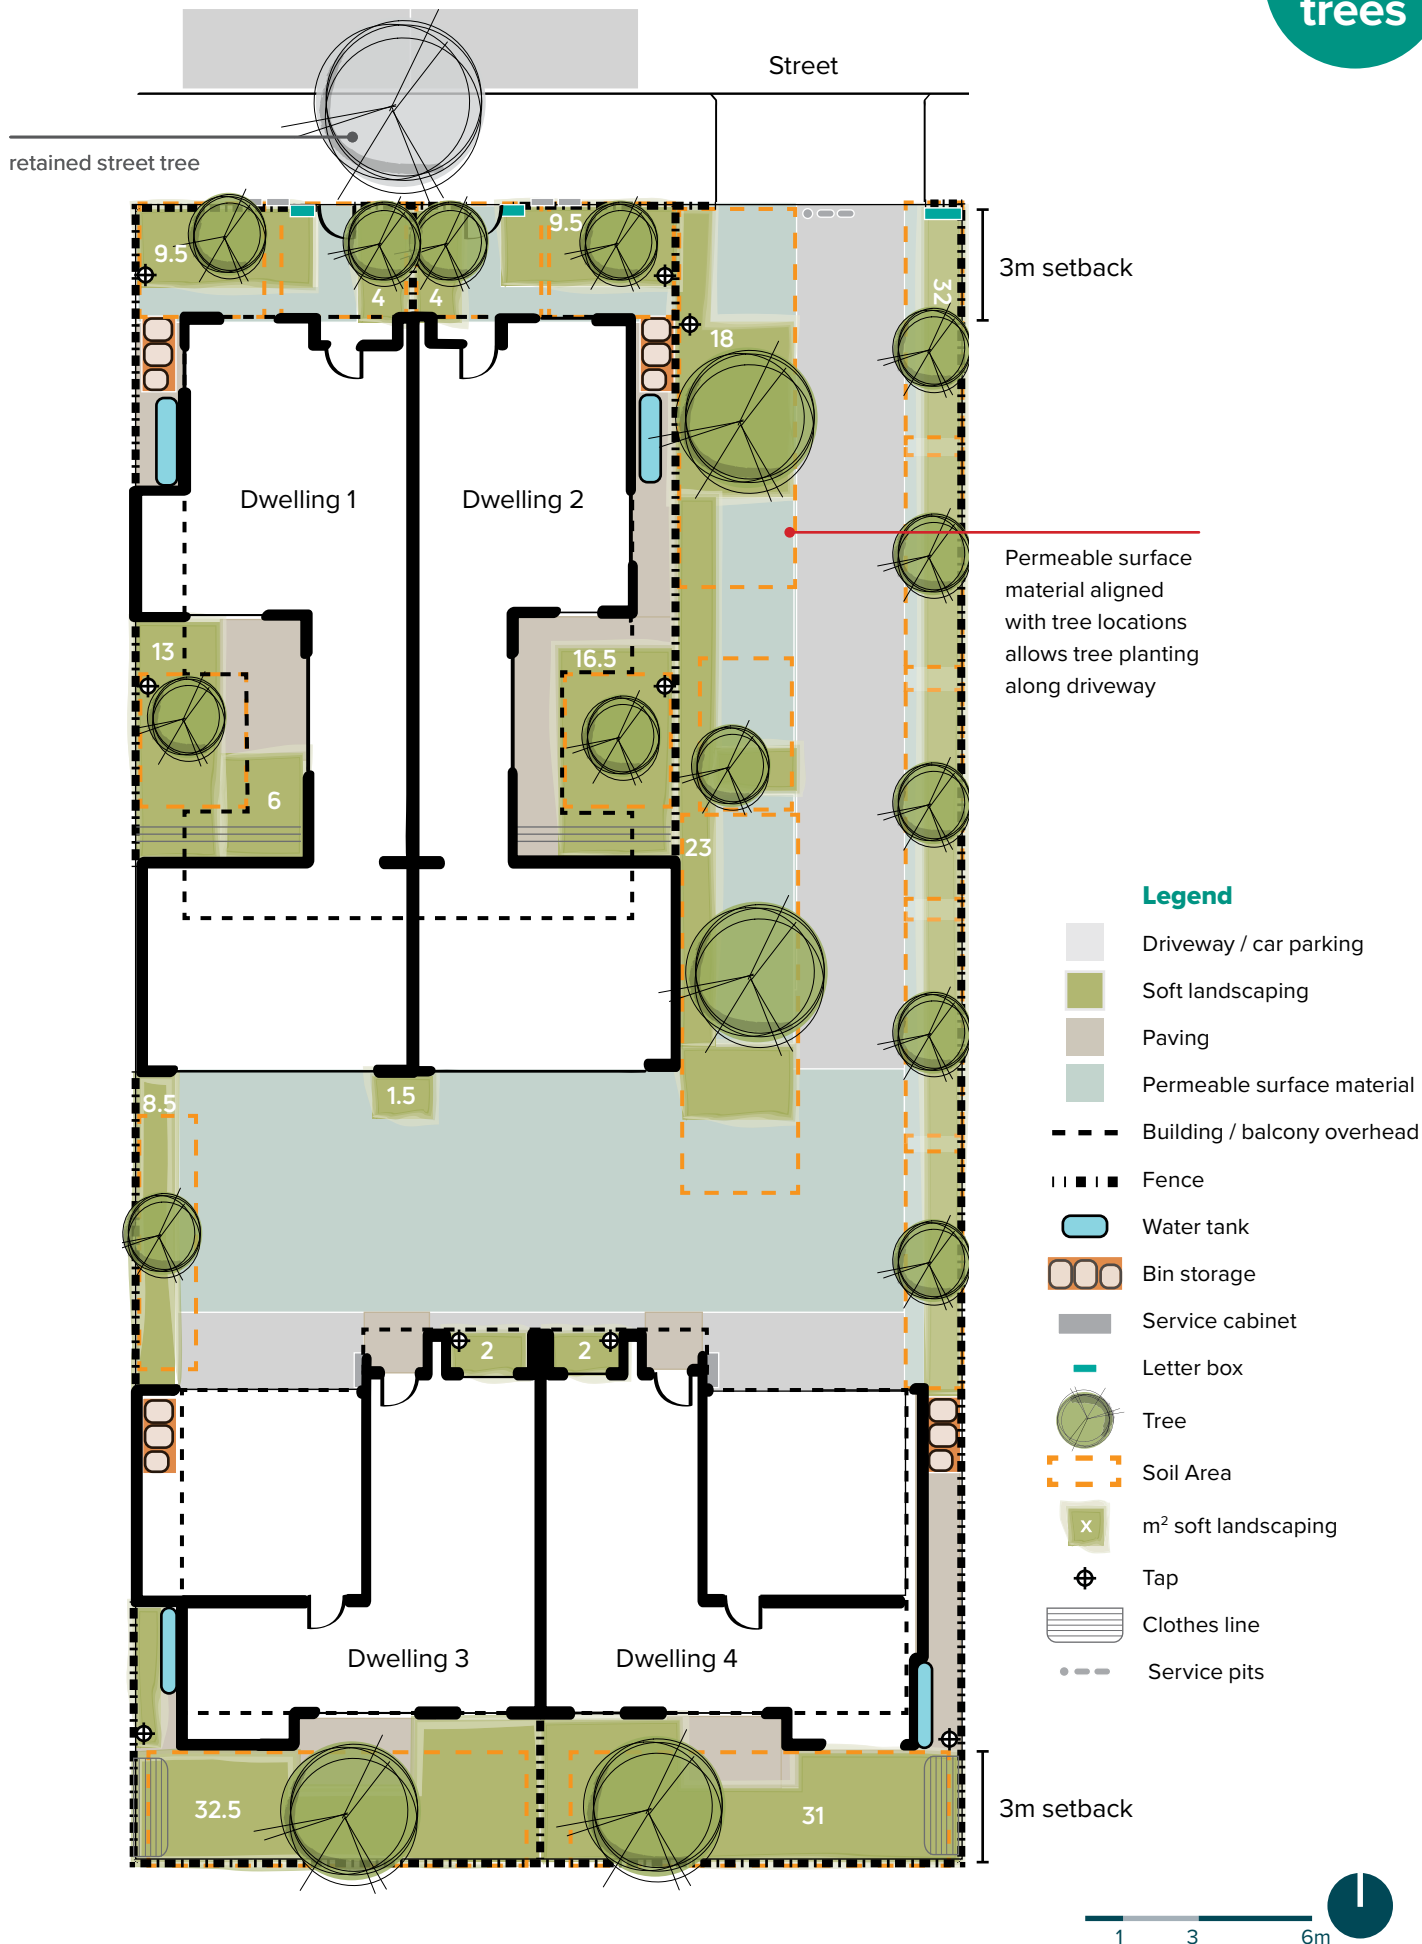 trees
Street
retained street tree
9.5
9.5
4
4
32
3m setback
18
Dwelling 1
Dwelling 2
Permeable surface
material aligned
with tree locations
allows tree planting
along driveway
13
16.5
6
23
Legend
Driveway / car parking
Soft landscaping
Paving
Permeable surface material
Building / balcony overhead
Fence
Water tank
Bin storage
Service cabinet
Letter box
Tree
Soil Area
x
m² soft landscaping
Tap
Clothes line
Service pits
8.5
1.5
2
2
Dwelling 3
Dwelling 4
32.5
31
3m setback
1
3
6m